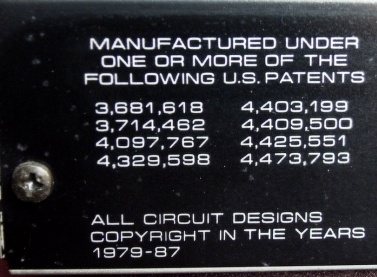 MANUFACTURED UNDER
ONE OR MORE OF THE
FOLLOWING U.S. PATENTS
3,681,618 4,403,199
3,714,462 4,409,500
4,097,767 4,425,551
4,329,598 4,473,793
ALL CIRCUIT DESIGNS
COPYRIGHT IN THE YEARS
1979-87